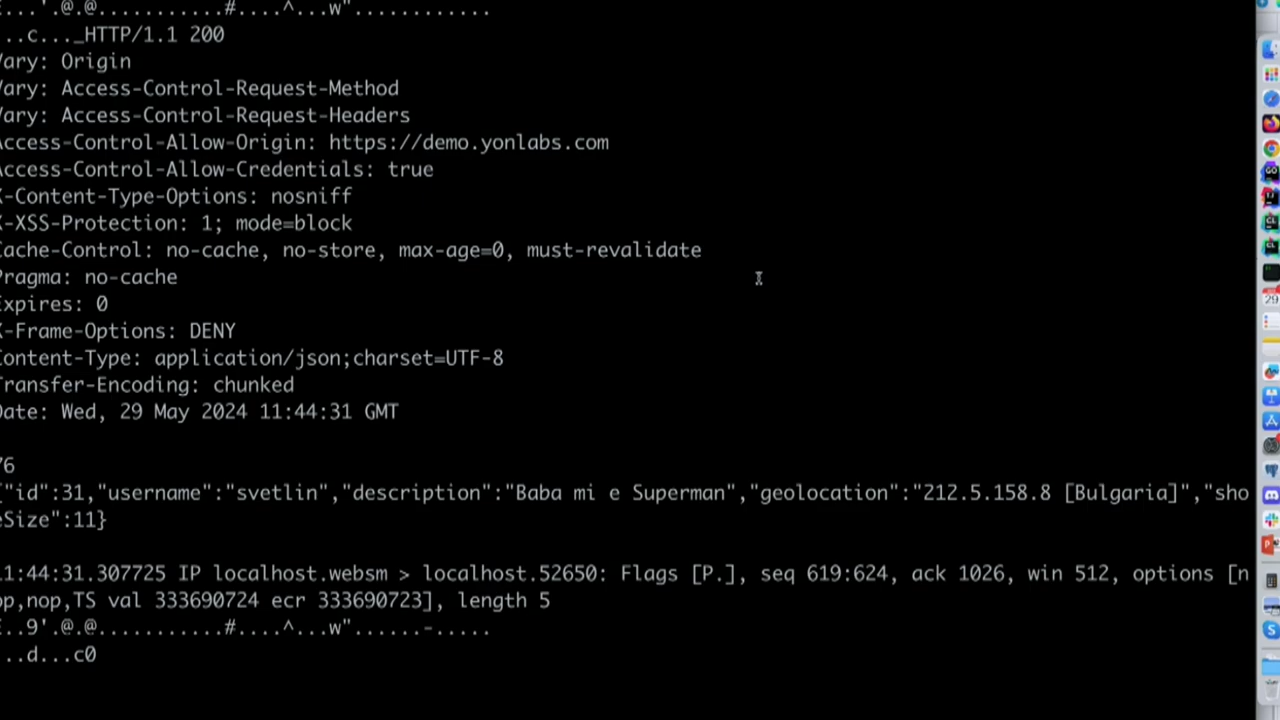 E...'.@.@...........#....^...w"............
...c..._HTTP/1.1 200
Vary: Origin
Vary: Access-Control-Request-Method
Vary: Access-Control-Request-Headers
Access-Control-Allow-Origin: https://demo.yonlabs.com
Access-Control-Allow-Credentials: true
X-Content-Type-Options: nosniff
X-XSS-Protection: 1; mode=block
Cache-Control: no-cache, no-store, max-age=0, must-revalidate
Pragma: no-cache
Expires: 0
X-Frame-Options: DENY
Content-Type: application/json;charset=UTF-8
Transfer-Encoding: chunked
Date: Wed, 29 May 2024 11:44:31 GMT
76
{"id":31,"username":"svetlin","description":"Baba mi e Superman","geolocation":"212.5.158.8 [Bulgaria]","sho
eSize":11}
11:44:31.307725 IP localhost.websm > localhost.52650: Flags [P.], seq 619:624, ack 1026, win 512, options [n
op,nop,TS val 333690724 ecr 333690723], length 5
E..9'.@.@...........#....^...w"......-.....
...d...c0
29